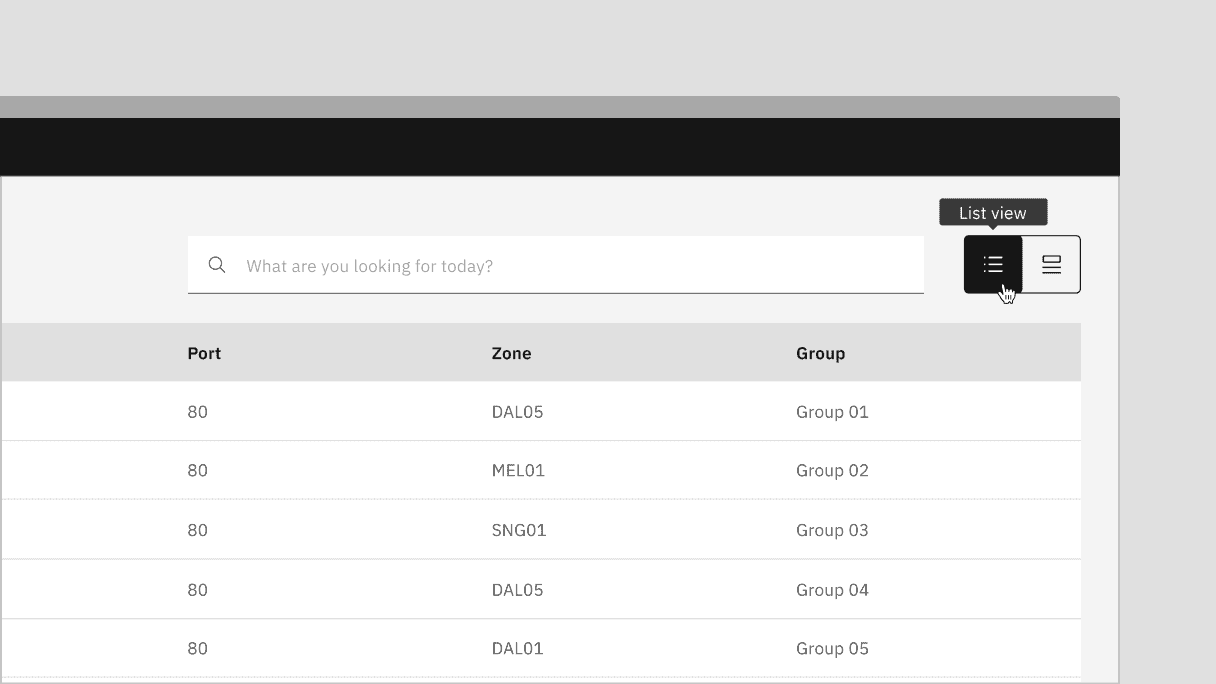 List view
What are you looking for today?
Port Zone Group
80 DAL05 Group 01
80 MEL01 Group 02
80 SNG01 Group 03
80 DAL05 Group 04
80 DAL01 Group 05